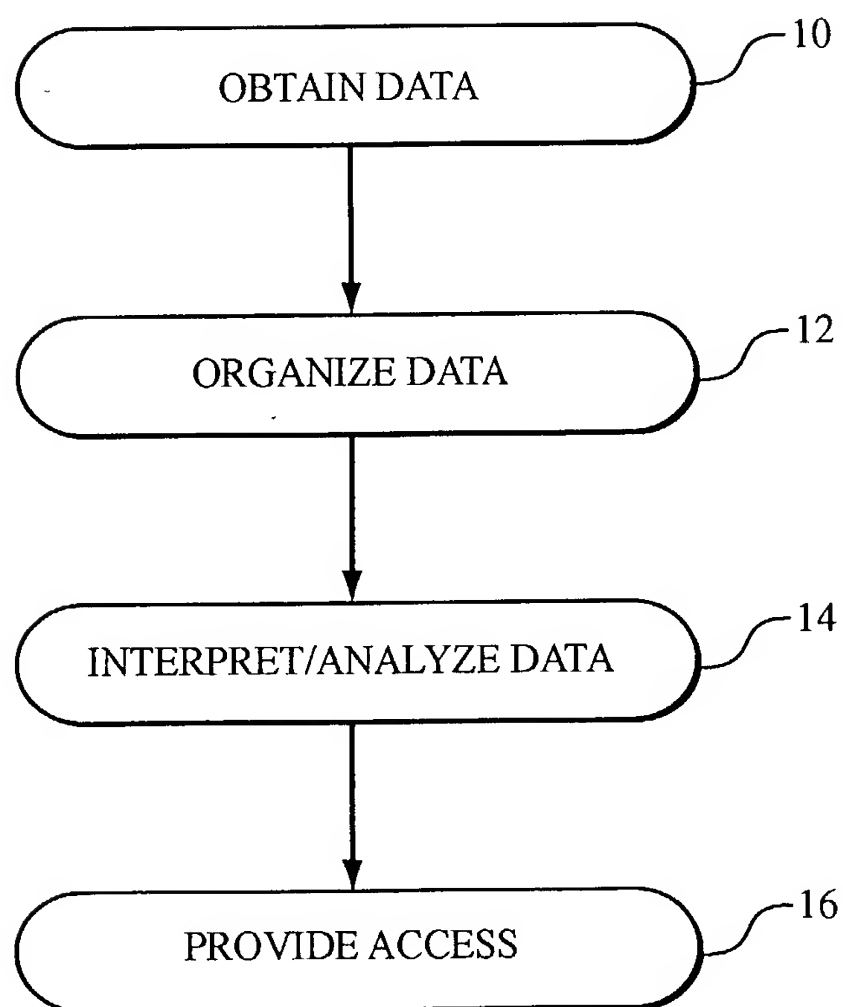 10
OBTAIN DATA
12
ORGANIZE DATA
14
INTERPRET/ANALYZE DATA
16
PROVIDE ACCESS